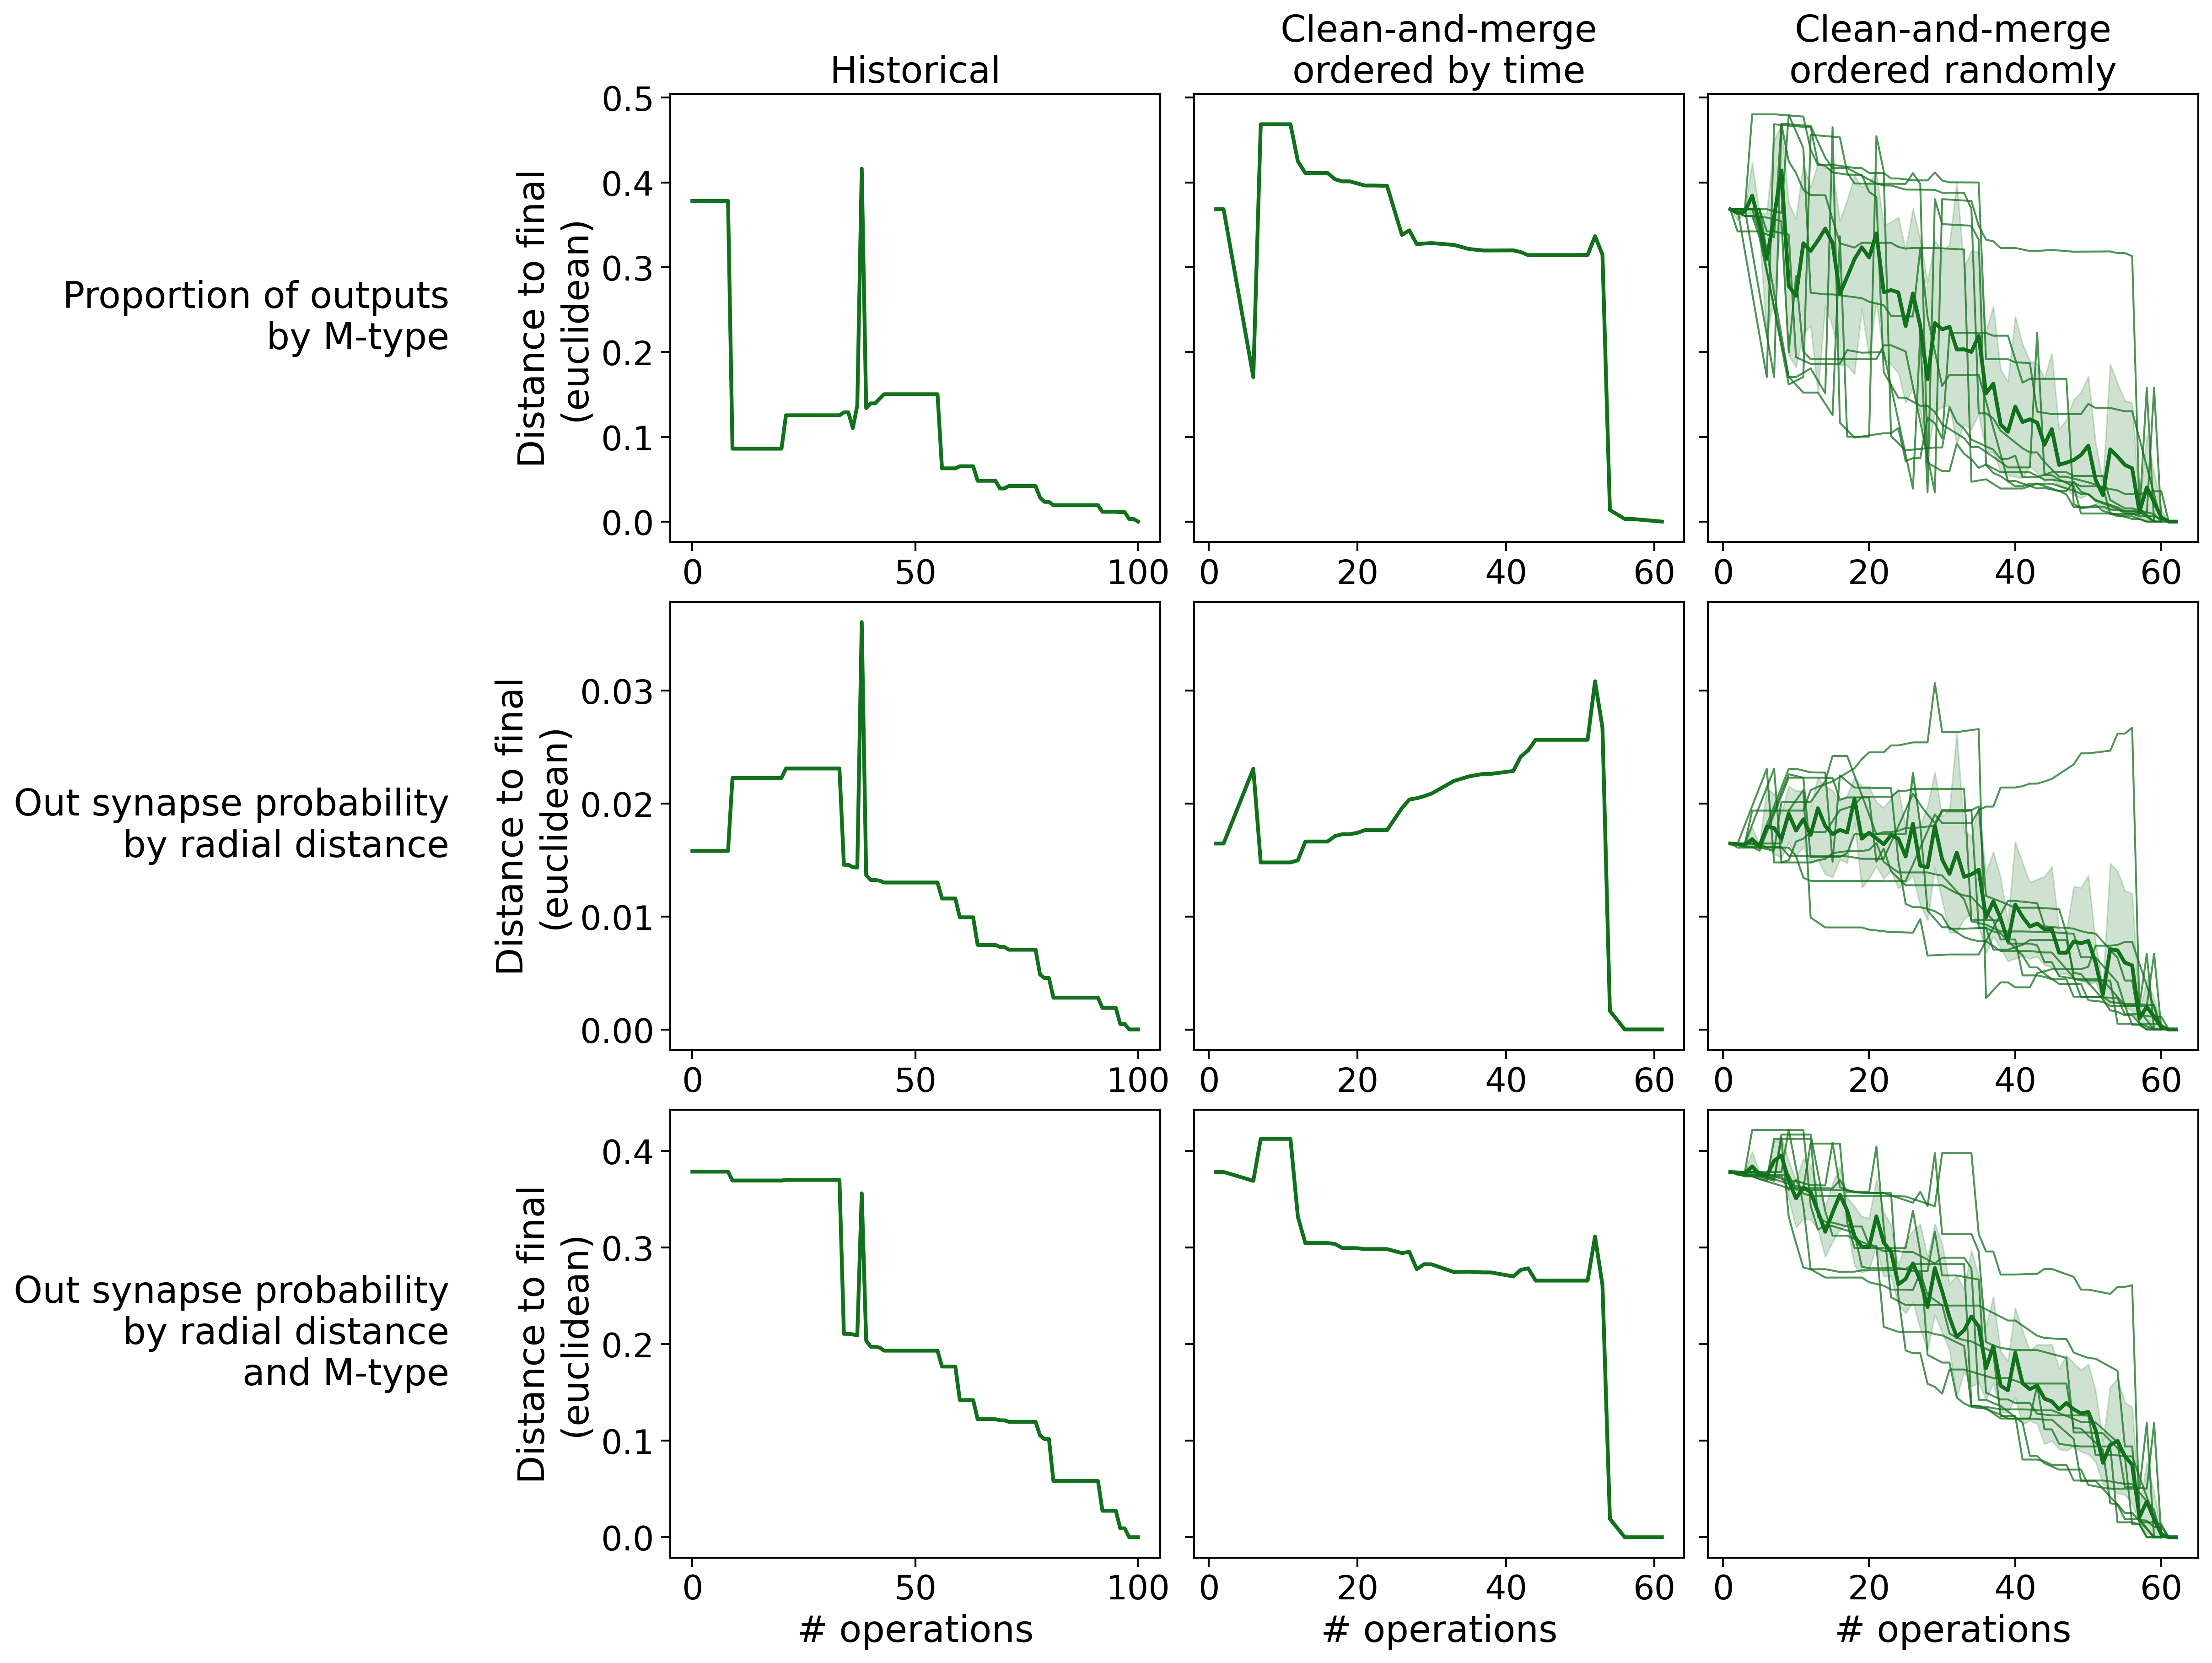 Historical
Clean-and-merge
ordered by time
Clean-and-merge
ordered randomly
Proportion of outputs
by M-type
Distance to final
(euclidean)
0.5
0.4
0.3
0.2
0.1
0.0
0 50 100
0 20 40 60
0 20 40 60
Out synapse probability
by radial distance
Distance to final
(euclidean)
0.03
0.02
0.01
0.00
0 50 100
0 20 40 60
0 20 40 60
Out synapse probability
by radial distance
and M-type
Distance to final
(euclidean)
0.4
0.3
0.2
0.1
0.0
0 50 100
0 20 40 60
0 20 40 60
# operations
# operations
# operations